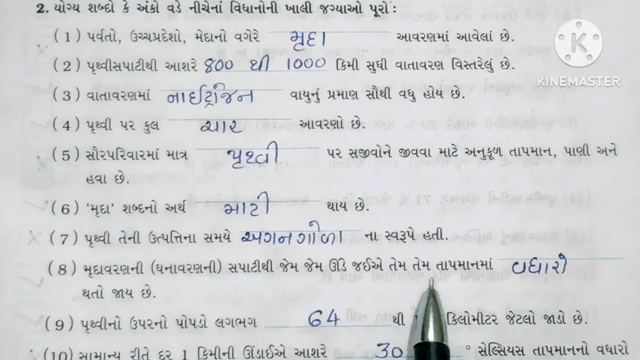 2. યોગ્ય શબ્દો કે અંકો વડે નીચેનાં વિધાનોની ખાલી જગ્યાઓ પૂરો :
(1) પર્વતો, ઉચ્ચપ્રદેશો, મેદાનો વગેરે મૃદા આવરણમાં આવેલાં છે.
(2) પૃથ્વીસપાટીથી આશરે 800 થી 1000 કિમી સુધી વાતાવરણ વિસ્તરેલું છે.
(3) વાતાવરણમાં નાઈટ્રોજન વાયુનું પ્રમાણ સૌથી વધુ હોય છે.
(4) પૃથ્વી પર કુલ ચાર આવરણો છે.
(5) સૌરપરિવારમાં માત્ર પૃથ્વી પર સજીવોને જીવવા માટે અનુકૂળ તાપમાન, પાણી અને
હવા છે.
(6) 'મૃદા' શબ્દનો અર્થ માટી થાય છે.
(7) પૃથ્વી તેની ઉત્પત્તિના સમયે અગનગોળા ના સ્વરૂપે હતી.
(8) મૃદાવરણની (ઘનાવરણની) સપાટીથી જેમ જેમ ઊંડે જઈએ તેમ તેમ તાપમાનમાં વધારો
થતો જાય છે.
(9) પૃથ્વીનો ઉપરનો પોપડો લગભગ 64 થી કિલોમીટર જેટલો જાડો છે.
(10) સામાન્ય રીતે દર 1 કિમીની ઊંડાઈએ આશરે 30 ° સેલ્સિયસ તાપમાનનો વધારો
KINEMASTER